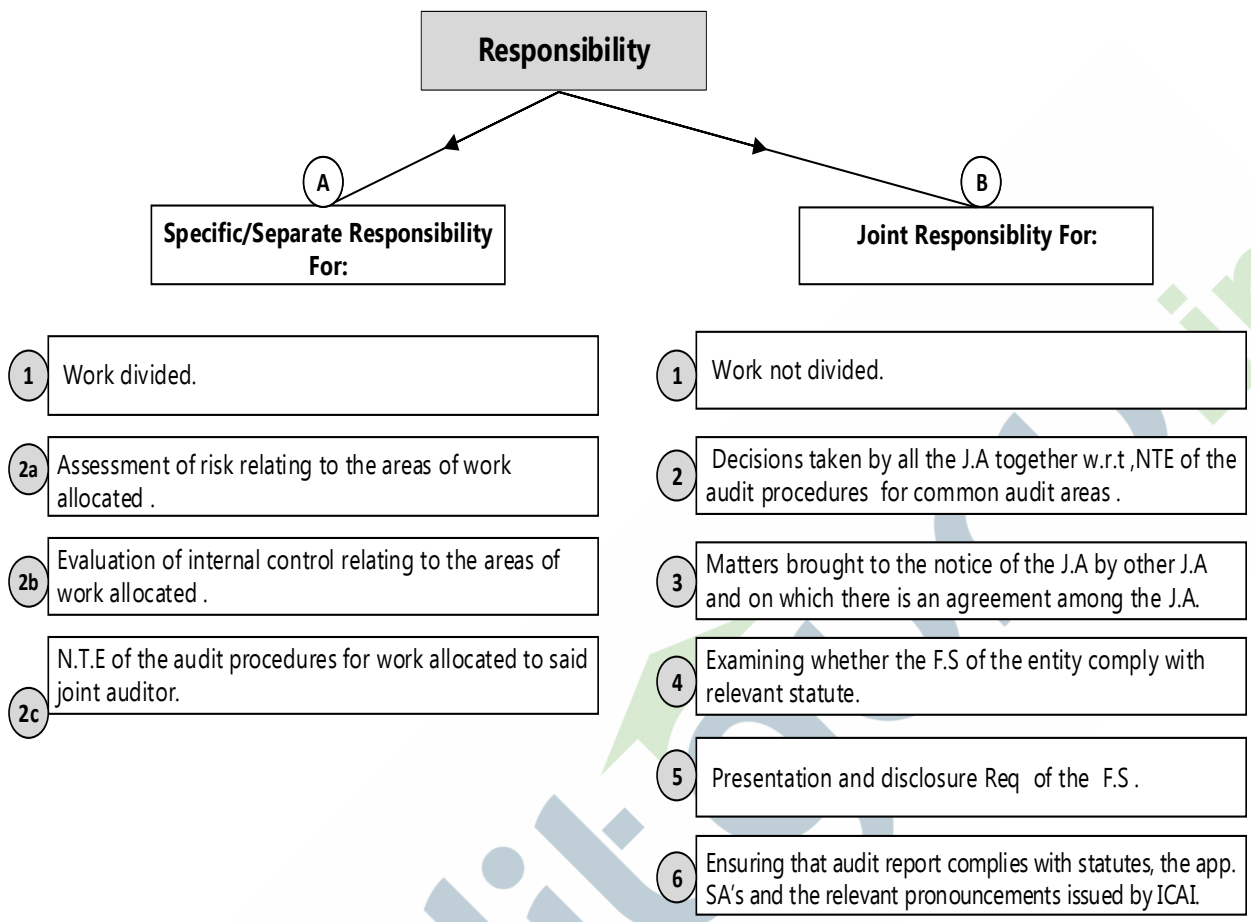 Responsibility
A
Specific/Separate Responsibility
For:
1
Work divided.
2a
Assessment of risk relating to the areas of work
allocated .
2b
Evaluation of internal control relating to the areas of
work allocated .
2c
N.T.E of the audit procedures for work allocated to said
joint auditor.
B
Joint Responsiblity For:
1
Work not divided.
2
Decisions taken by all the J.A together w.r.t ,NTE of the
audit procedures for common audit areas .
3
Matters brought to the notice of the J.A by other J.A
and on which there is an agreement among the J.A.
4
Examining whether the F.S of the entity comply with
relevant statute.
5
Presentation and disclosure Req of the F.S .
6
Ensuring that audit report complies with statutes, the app.
SA's and the relevant pronouncements issued by ICAI.